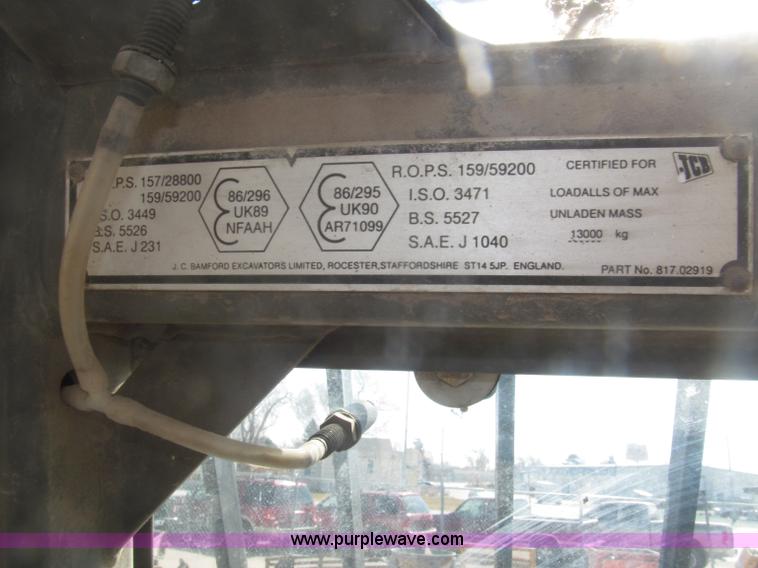 .P.S. 157/28800
159/59200
.S.O. 3449
B.S. 5526
S.A.E. J 231
86/296
UK89
NFAAH
86/295
UK90
AR71099
R.O.P.S. 159/59200
I.S.O. 3471
B.S. 5527
S.A.E. J 1040
CERTIFIED FOR
LOADALLS OF MAX
UNLADEN MASS
13000 kg
JCB
J.C. BAMFORD EXCAVATORS LIMITED, ROCESTER, STAFFORDSHIRE ST14 5JP. ENGLAND.
PART No. 817.02919
www.purplewave.com